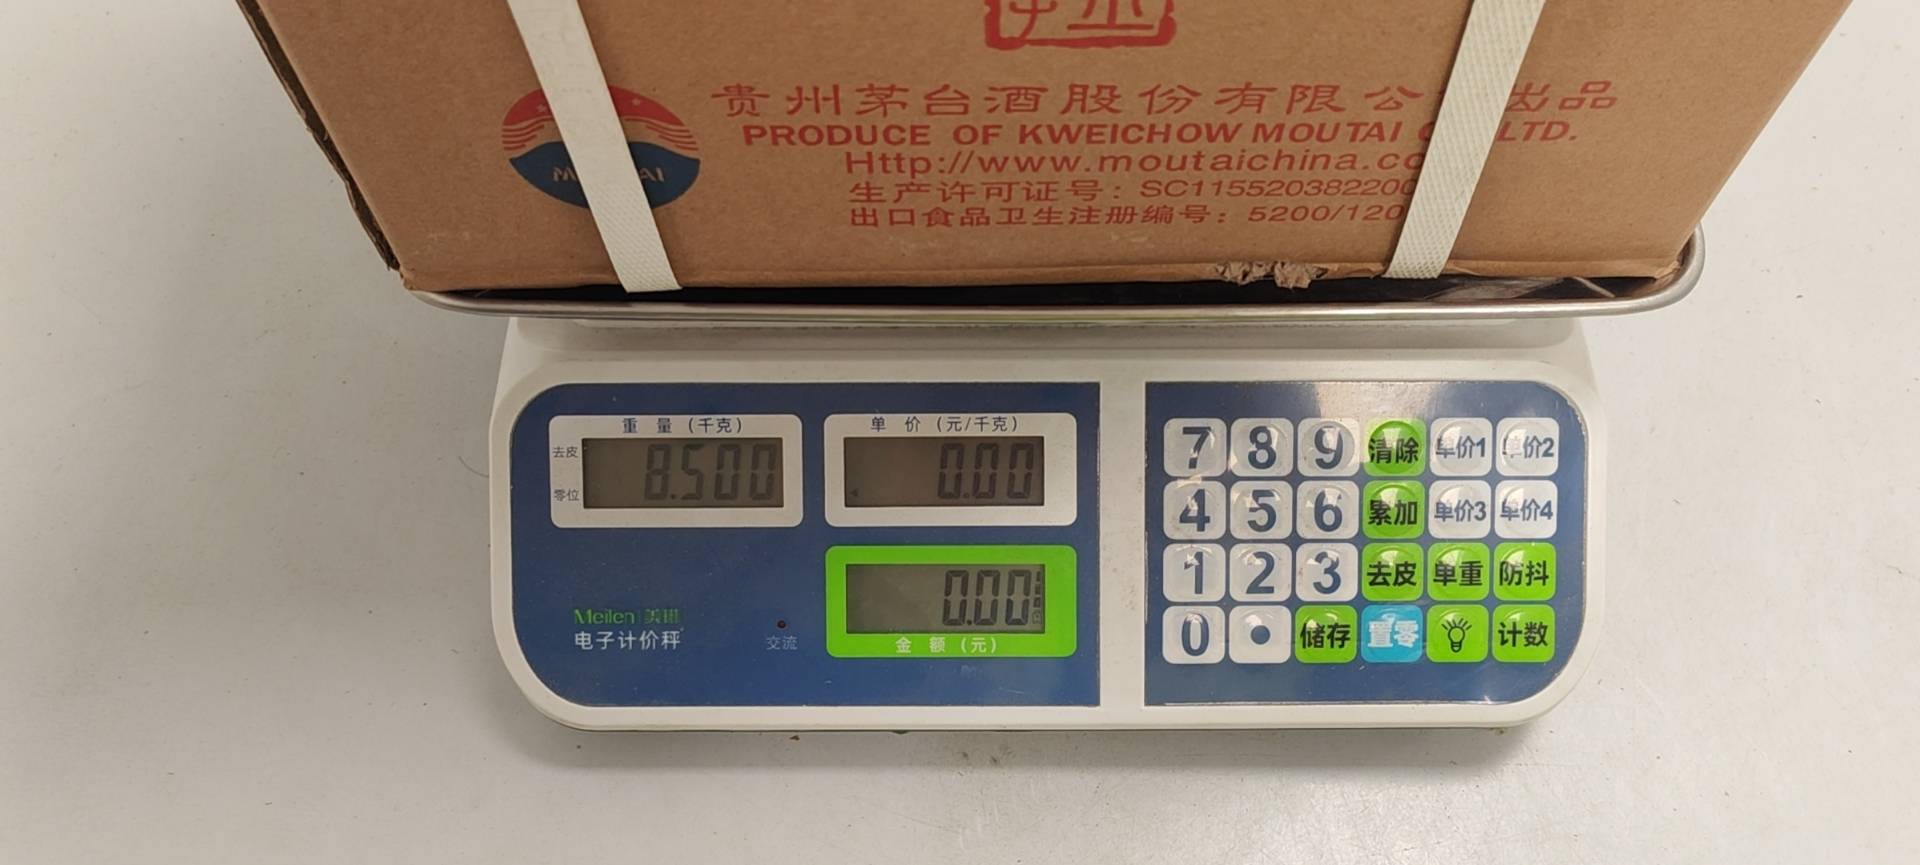 贵州茅台酒股份有限公 出品
PRODUCE OF KWEICHOW MOUTAI LTD.
Http://www.moutaichina.co
生产许可证号：SC115520382200
出口食品卫生注册编号：5200/120
重 量（千克）
单 价（元/千克）
去皮
零位
8.500
0.00
0.00
金 额（元）
Meilen 美琳
电子计价秤
交流
7 8 9 清除 单价1 单价2
4 5 6 累加 单价3 单价4
1 2 3 去皮 单重 防抖
0 . 储存 置零 计数